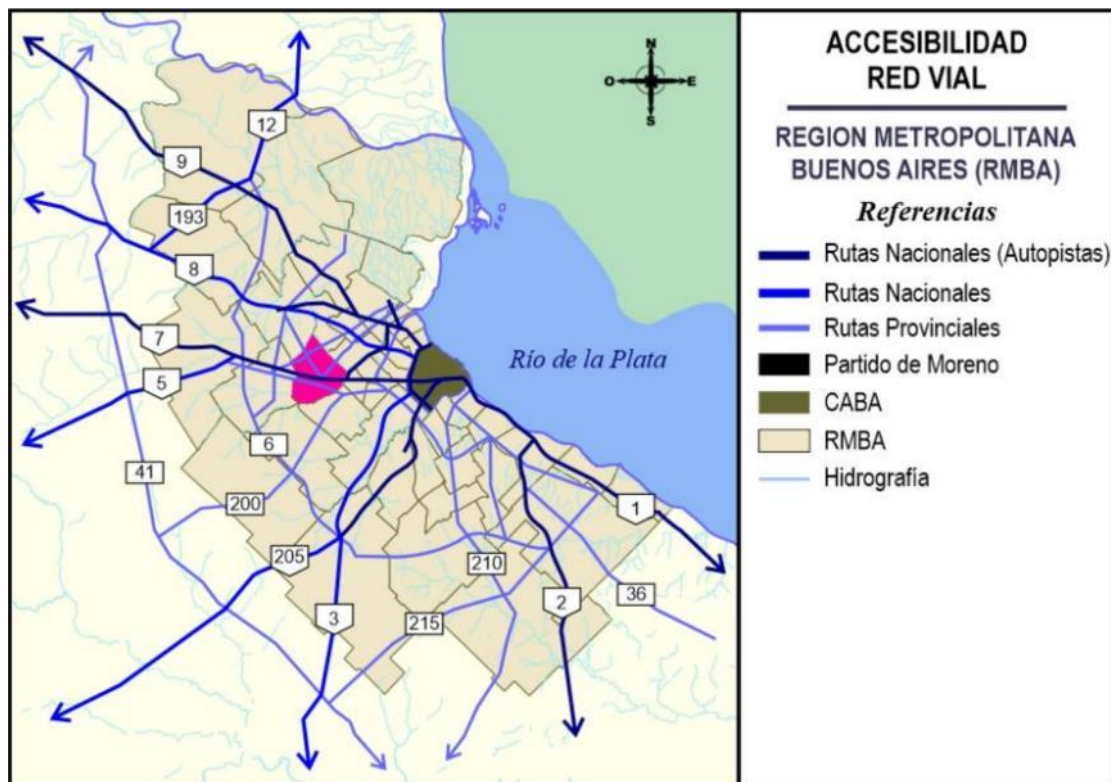 ACCESIBILIDAD
RED VIAL
REGION METROPOLITANA
BUENOS AIRES (RMBA)
Referencias
Rutas Nacionales (Autopistas)
Rutas Nacionales
Rutas Provinciales
Partido de Moreno
CABA
RMBA
Hidrografía
N
O
E
S
12
9
193
8
7
5
Río de la Plata
6
41
200
1
205
210
36
3
215
2